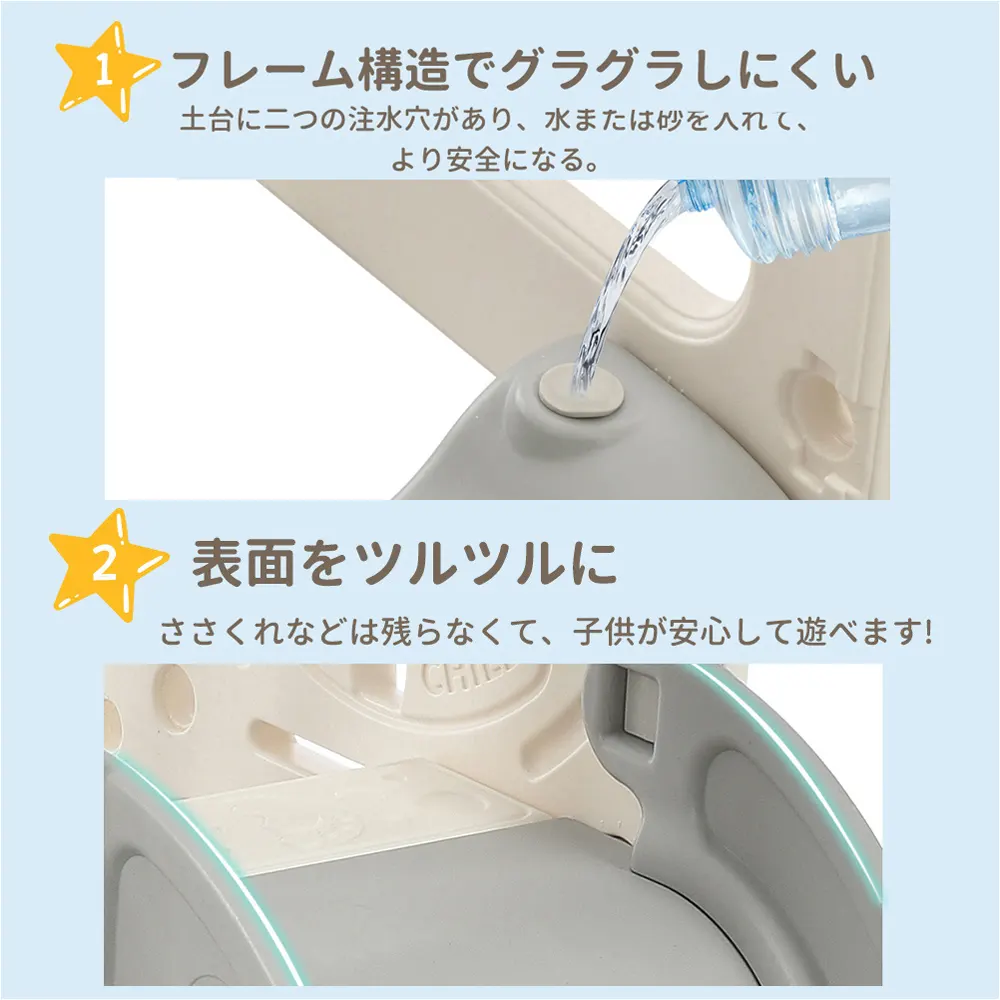 1
フレーム構造でグラグラしにくい
土台に二つの注水穴があり、水または砂を入れて、
より安全になる。
2
表面をツルツルに
ささくれなどは残らなくて、子供が安心して遊べます!